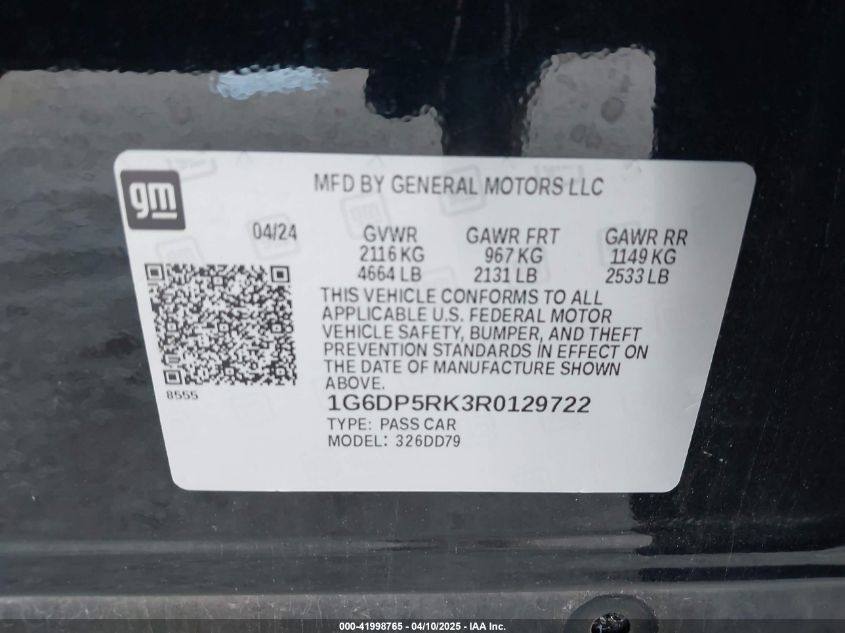 gm
MFD BY GENERAL MOTORS LLC
04/24 GVWR GAWR FRT GAWR RR
2116 KG 967 KG 1149 KG
4664 LB 2131 LB 2533 LB
THIS VEHICLE CONFORMS TO ALL
APPLICABLE U.S. FEDERAL MOTOR
VEHICLE SAFETY, BUMPER, AND THEFT
PREVENTION STANDARDS IN EFFECT ON
THE DATE OF MANUFACTURE SHOWN
ABOVE.
8555
1G6DP5RK3R0129722
TYPE: PASS CAR
MODEL: 326DD79
000-41998765 - 04/10/2025 - IAA Inc.